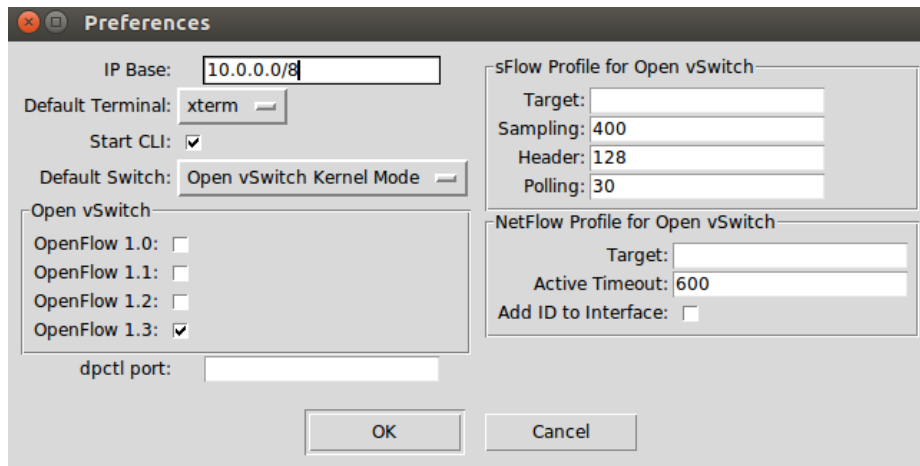 Preferences
IP Base: 10.0.0.0/8
Default Terminal: xterm
Start CLI:
Default Switch: Open vSwitch Kernel Mode
Open vSwitch
OpenFlow 1.0:
OpenFlow 1.1:
OpenFlow 1.2:
OpenFlow 1.3:
dpctl port:
sFlow Profile for Open vSwitch
Target:
Sampling: 400
Header: 128
Polling: 30
NetFlow Profile for Open vSwitch
Target:
Active Timeout: 600
Add ID to Interface:
OK
Cancel